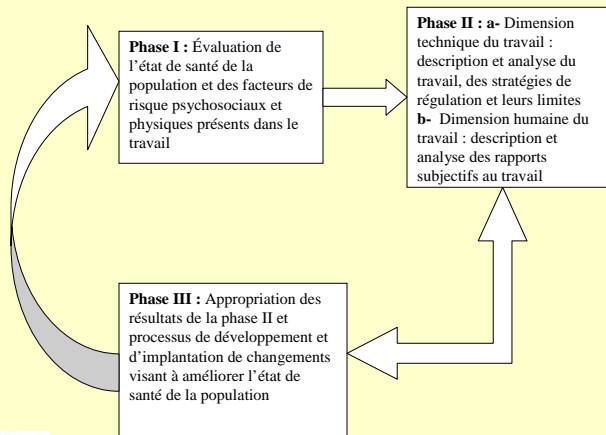 Phase I : Évaluation de
l'état de santé de la
population et des facteurs de
risque psychosociaux et
physiques présents dans le
travail
Phase II : a- Dimension
technique du travail :
description et analyse du
travail, des stratégies de
régulation et leurs limites
b- Dimension humaine du
travail : description et
analyse des rapports
subjectifs au travail
Phase III : Appropriation des
résultats de la phase II et
processus de développement et
d'implantation de changements
visant à améliorer l'état de
santé de la population